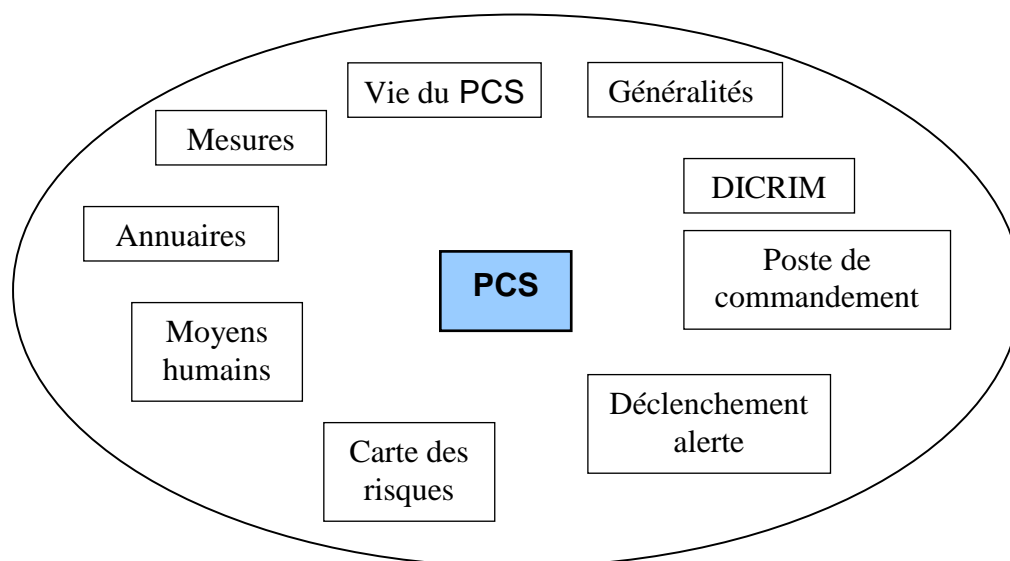 Vie du PCS
Généralités
Mesures
DICRIM
Annuaires
Poste de
commandement
PCS
Moyens
humains
Déclenchement
alerte
Carte des
risques